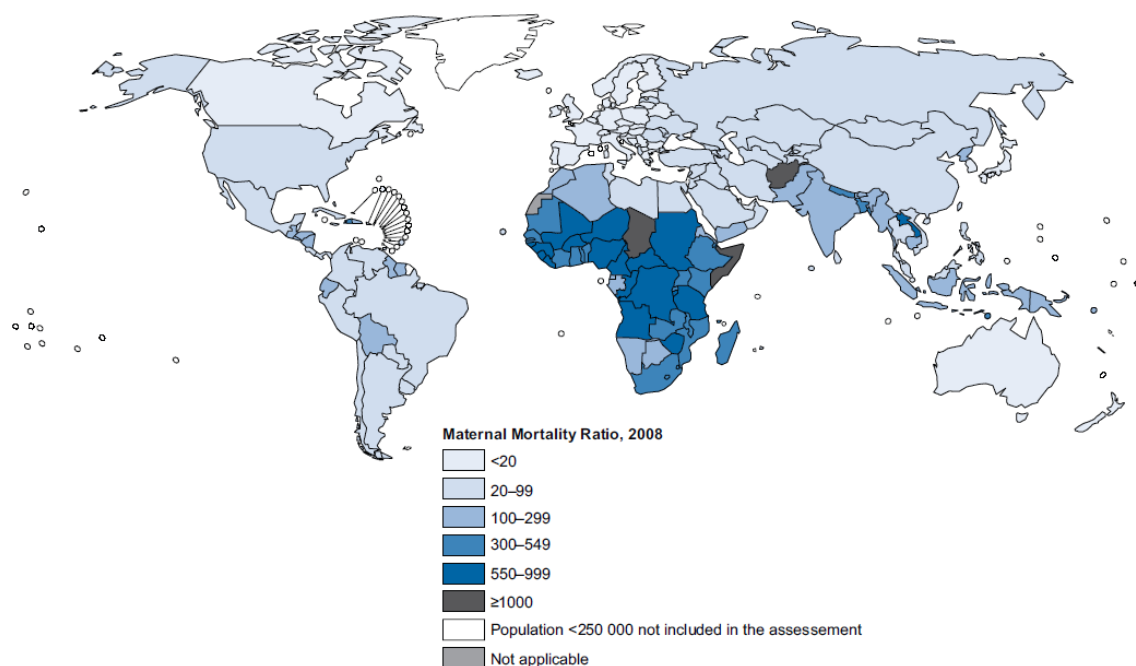 Maternal Mortality Ratio, 2008
<20
20–99
100–299
300–549
550–999
≥1000
Population <250 000 not included in the assessement
Not applicable